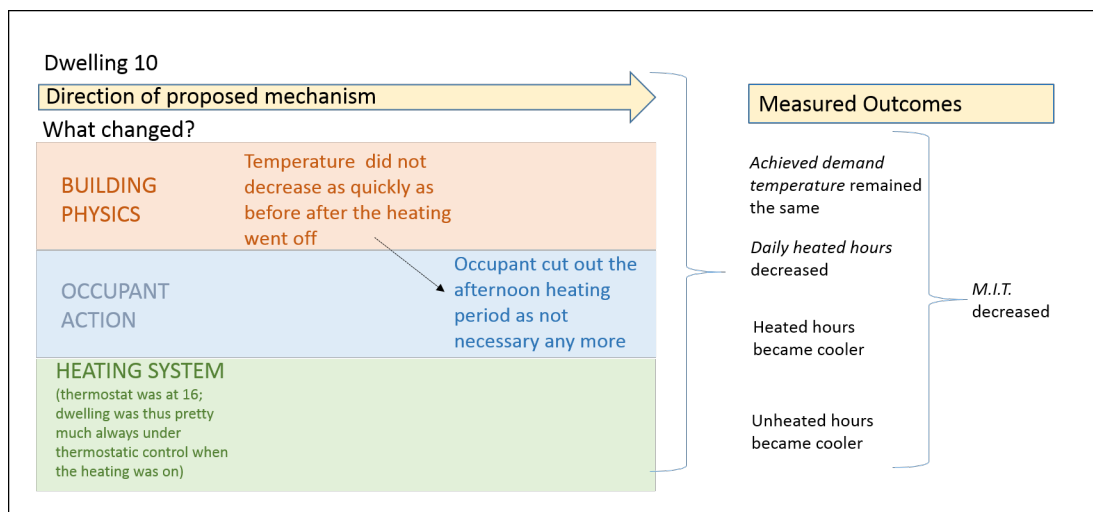 Dwelling 10
Direction of proposed mechanism
What changed?
BUILDING
PHYSICS
Temperature did not
decrease as quickly as
before after the heating
went off
OCCUPANT
ACTION
Occupant cut out the
afternoon heating
period as not
necessary any more
HEATING SYSTEM
(thermostat was at 16;
dwelling was thus pretty
much always under
thermostatic control when
the heating was on)
Measured Outcomes
Achieved demand
temperature remained
the same
Daily heated hours
decreased
Heated hours
became cooler
Unheated hours
became cooler
M.I.T.
decreased